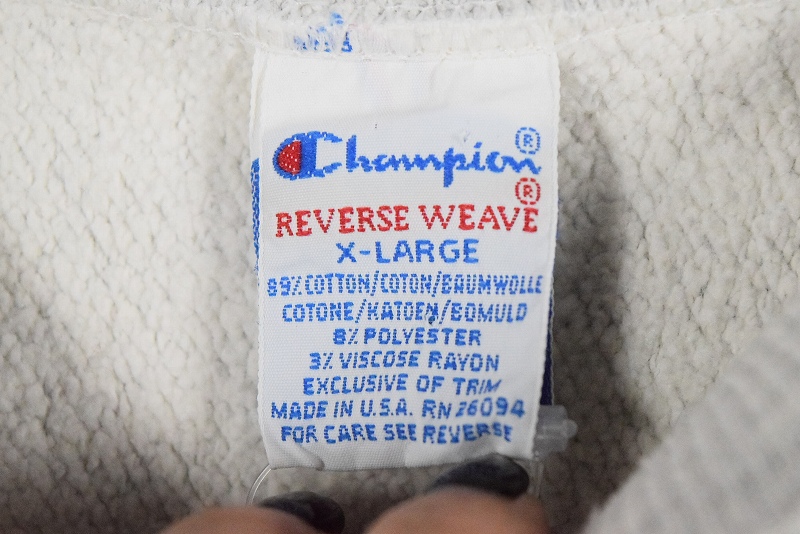 Champion®
REVERSE WEAVE®
X-LARGE
89% COTTON/COTON/BAUMWOLLE
COTONE/KATOEN/BOMULD
8% POLYESTER
3% VISCOSE RAYON
EXCLUSIVE OF TRIM
MADE IN U.S.A. RN 26094
FOR CARE SEE REVERSE